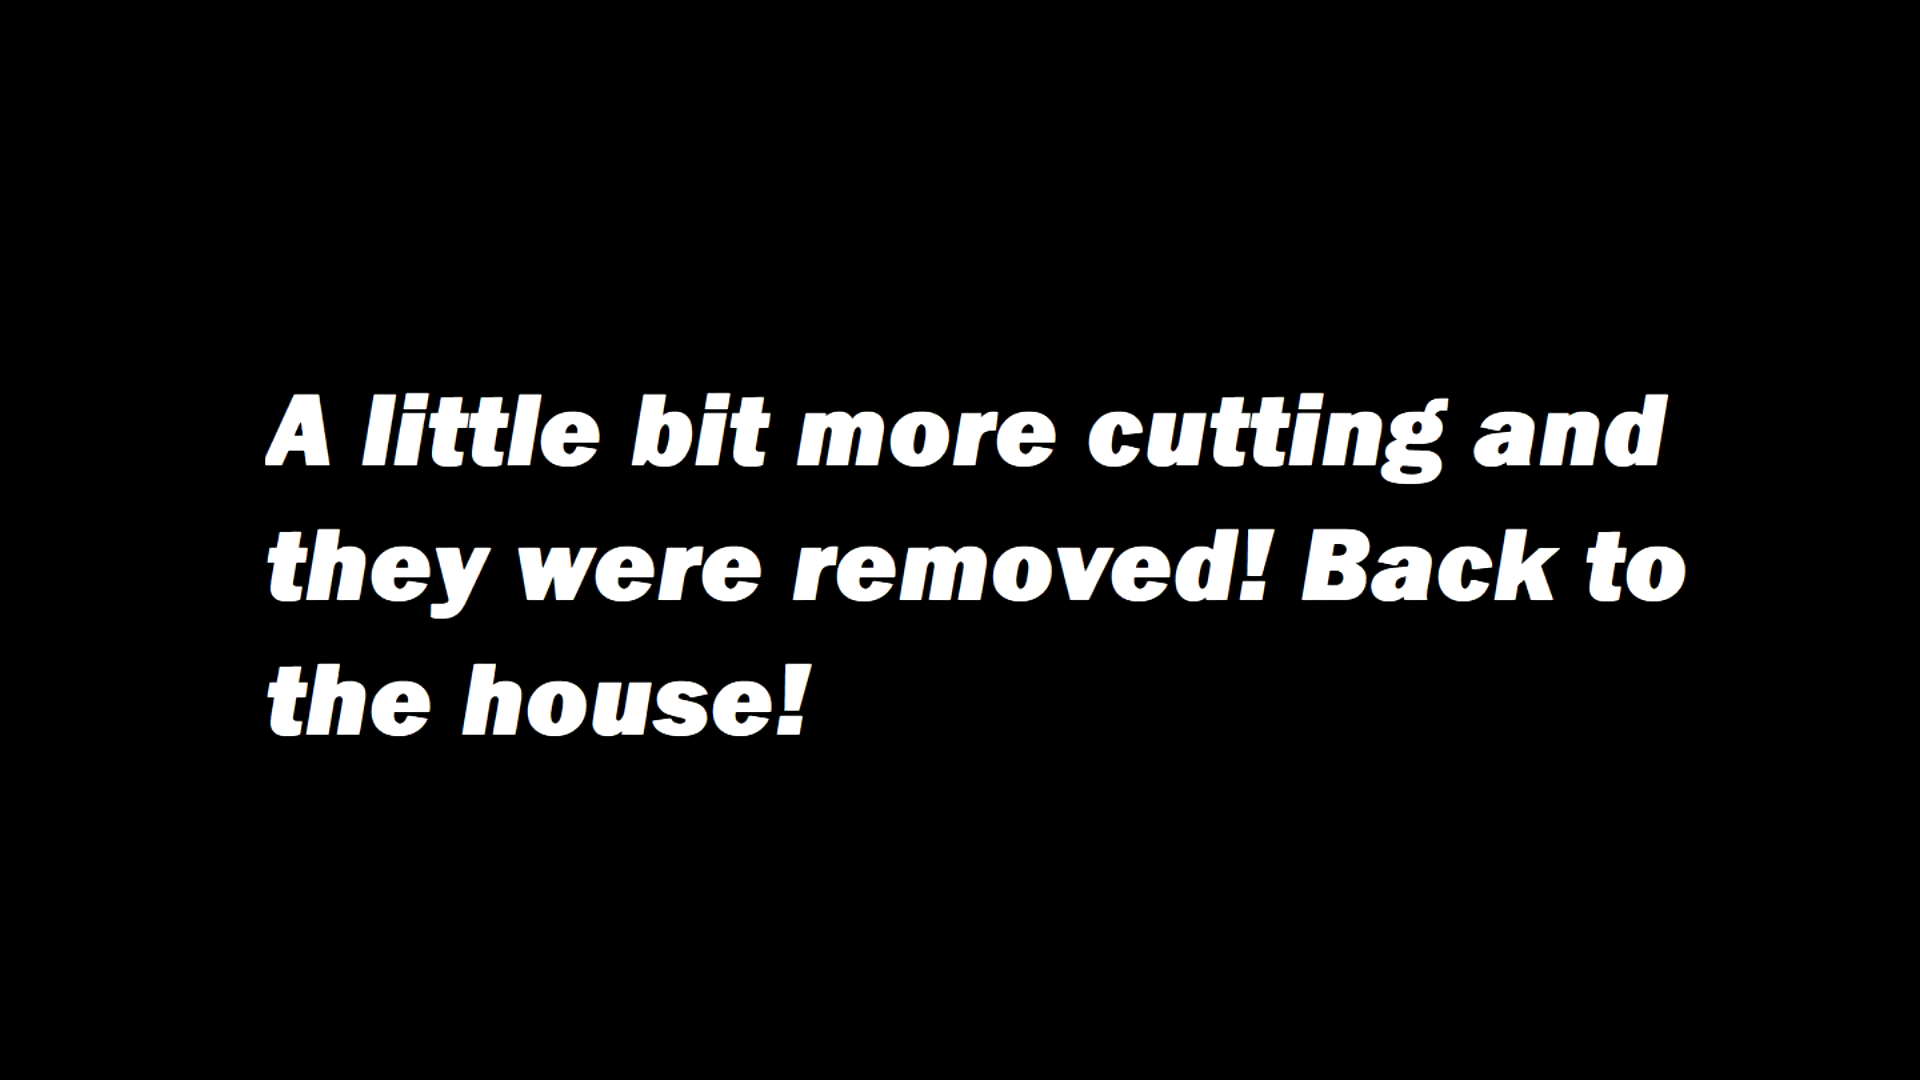 A little bit more cutting and
they were removed! Back to
the house!